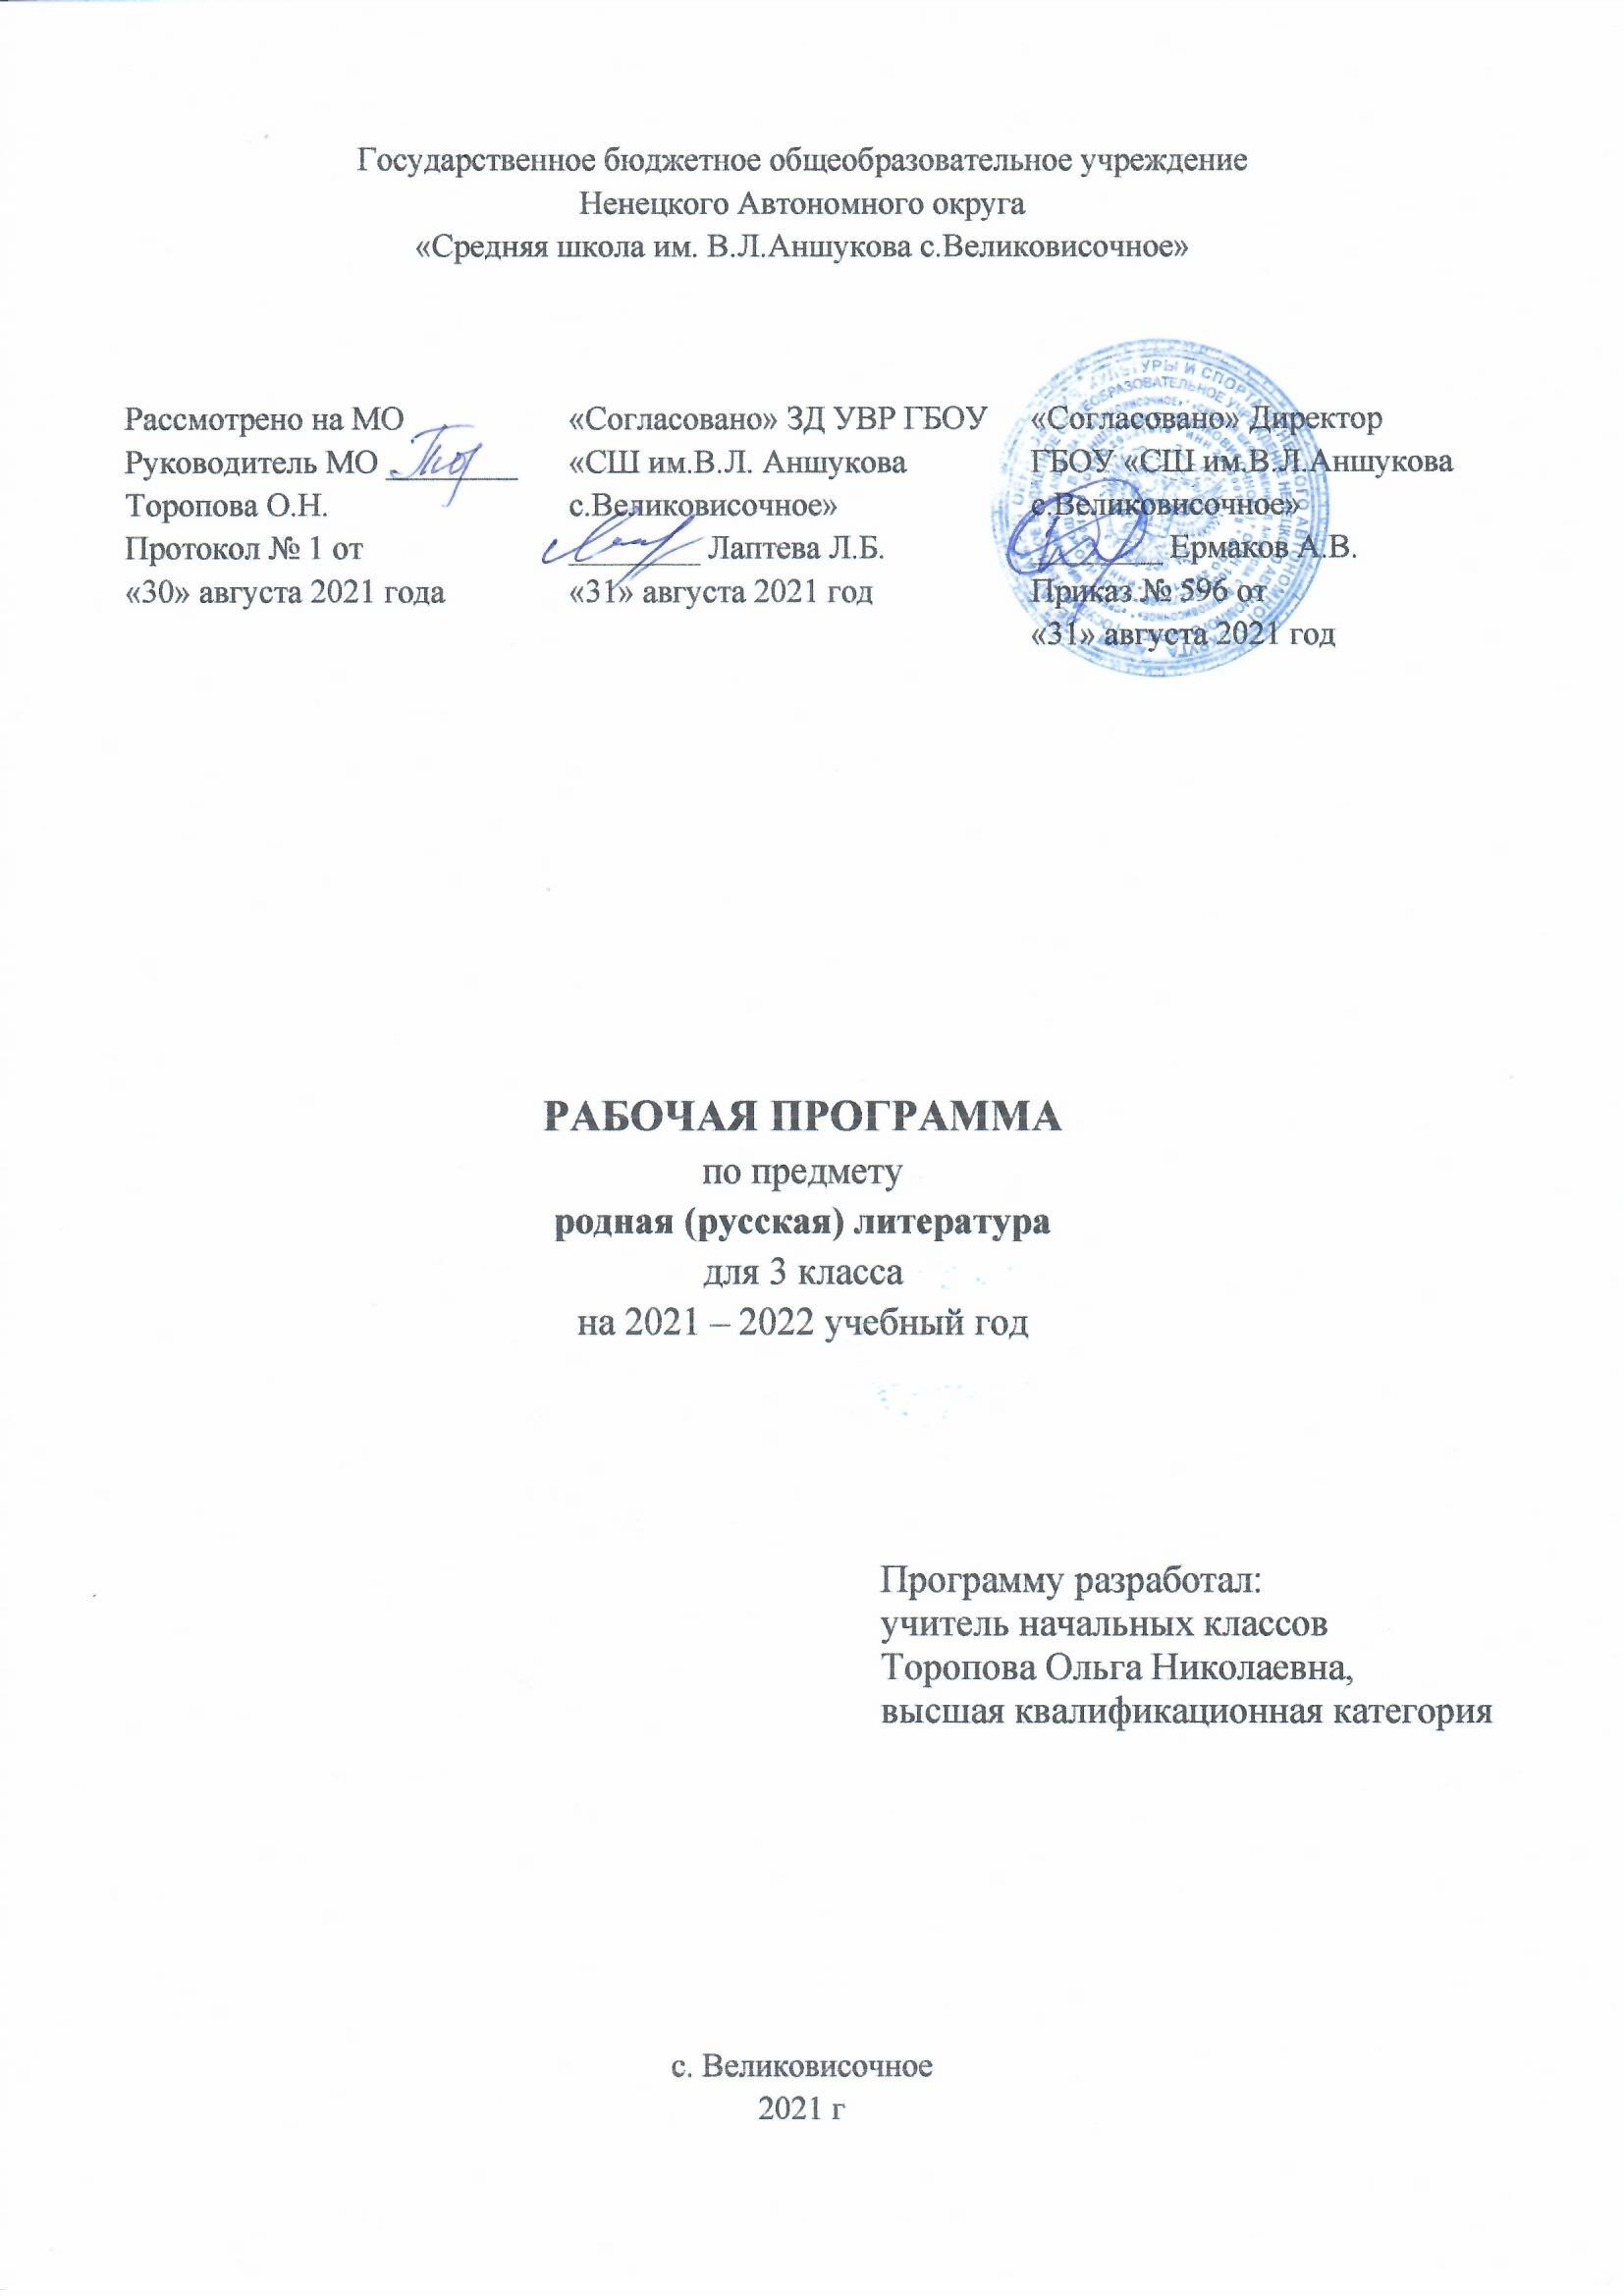 Государственное бюджетное общеобразовательное учреждение
Ненецкого Автономного округа
«Средняя школа им. В.Л.Аншукова с.Великовисочное»
Рассмотрено на МО
Руководитель МО ________
Торопова О.Н.
Протокол № 1 от
«30» августа 2021 года
«Согласовано» ЗД УВР ГБОУ
«СШ им.В.Л. Аншукова
с.Великовисочное»
________ Лаптева Л.Б.
«31» августа 2021 год
«Согласовано» Директор
ГБОУ «СШ им.В.Л.Аншукова
с.Великовисочное»
________ Ермаков А.В.
Приказ № 596 от
«31» августа 2021 год
РАБОЧАЯ ПРОГРАММА
по предмету
родная (русская) литература
для 3 класса
на 2021 – 2022 учебный год
Программу разработал:
учитель начальных классов
Торопова Ольга Николаевна,
высшая квалификационная категория
с. Великовисочное
2021 г